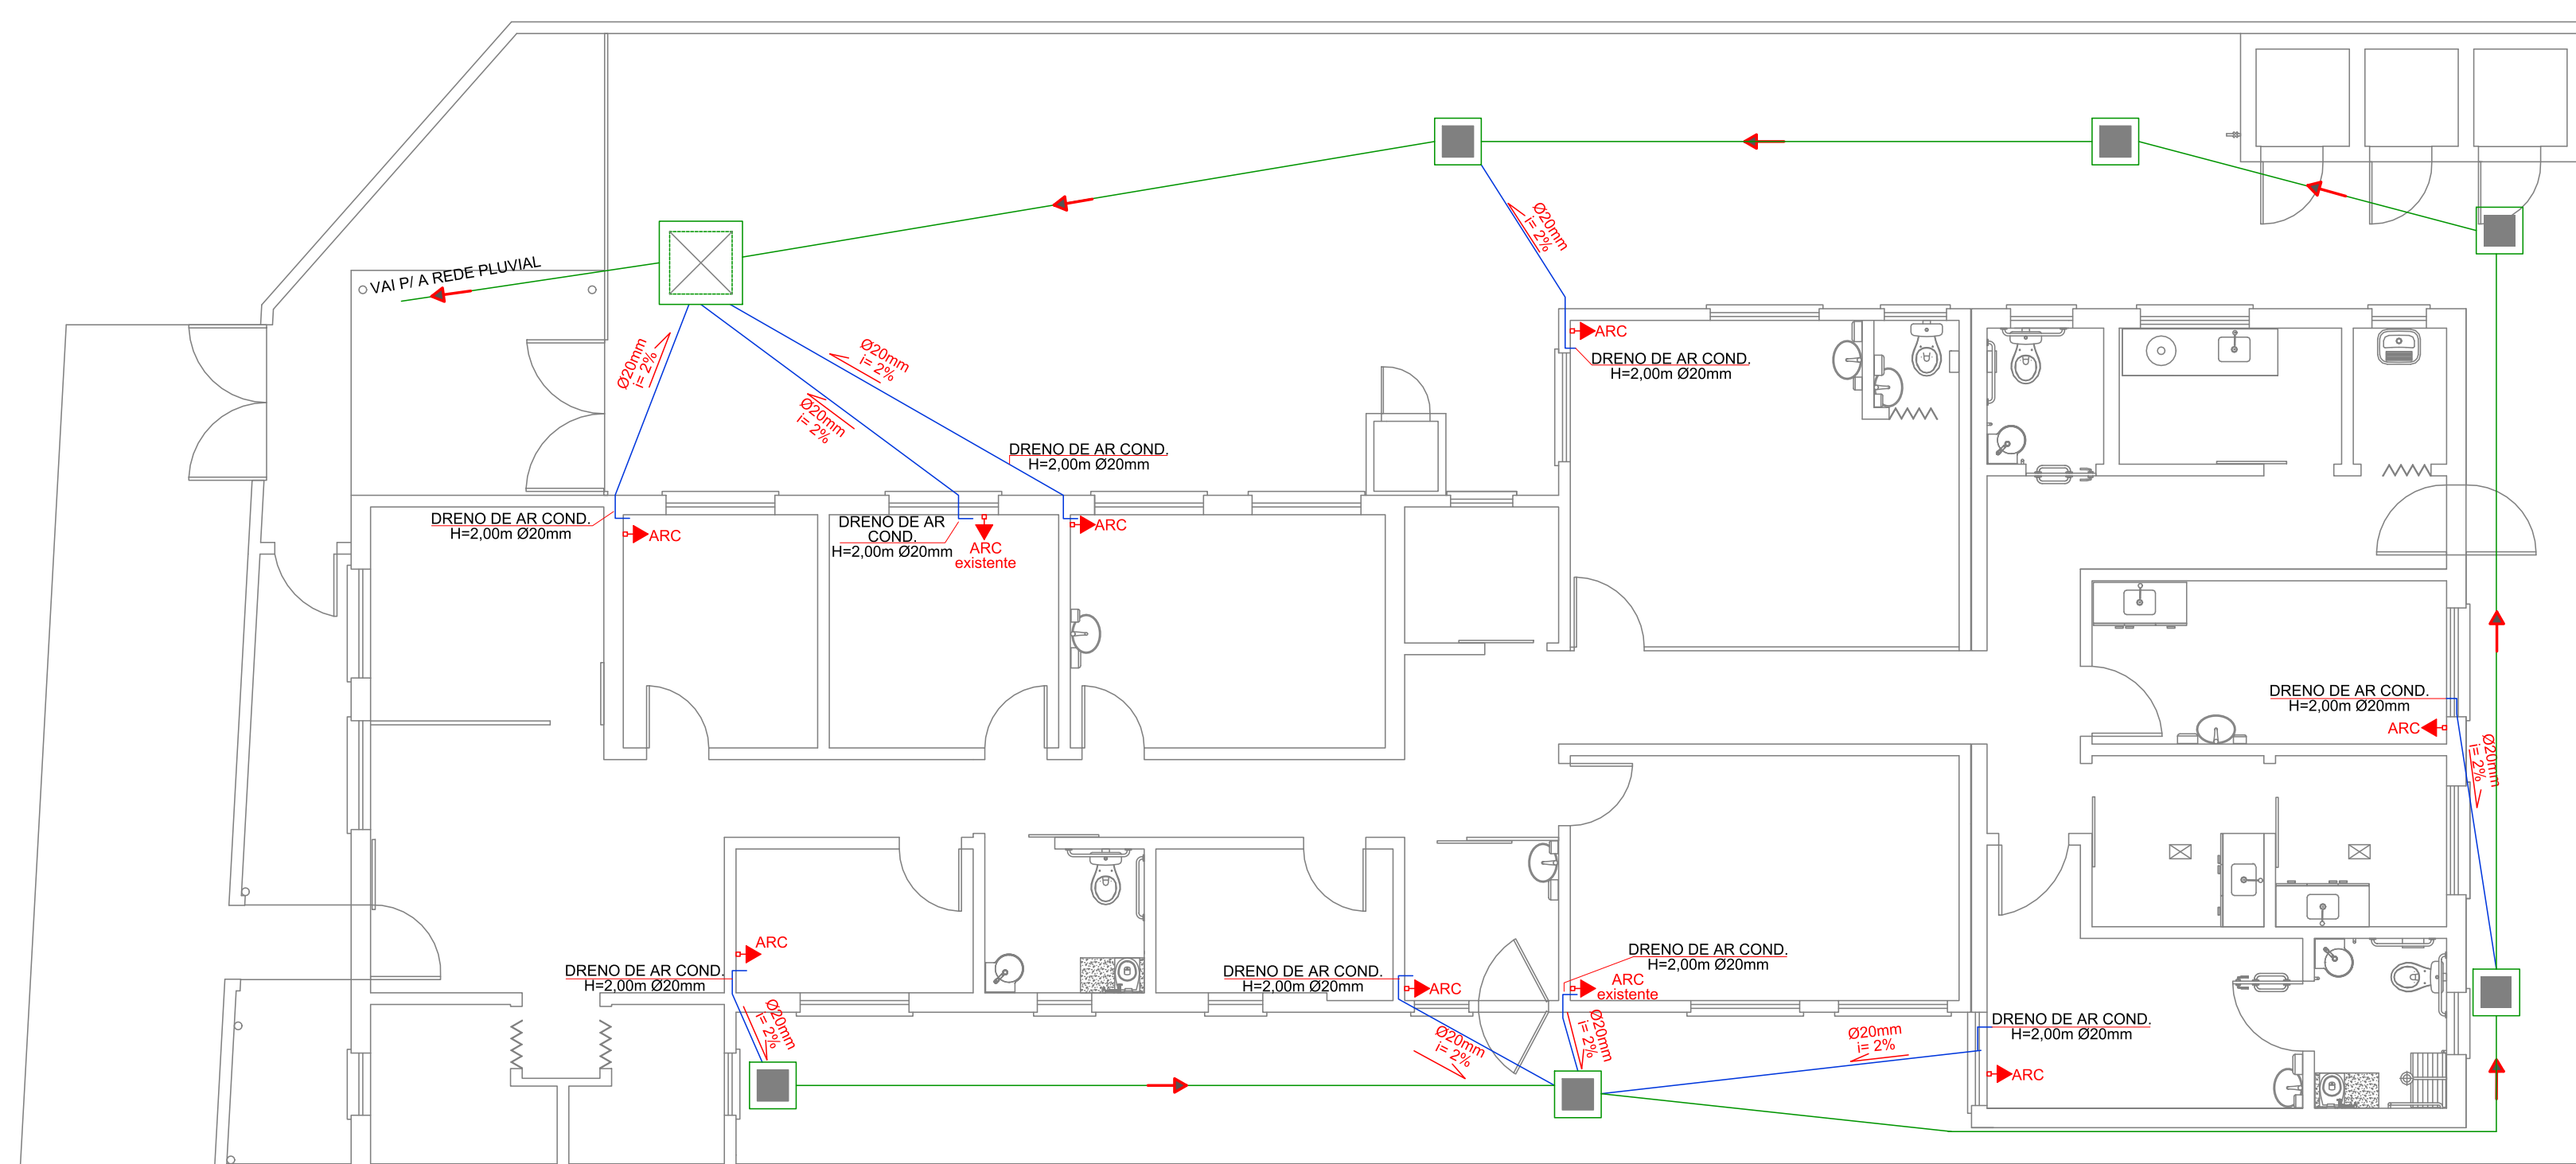 VAI P/ A REDE PLUVIAL
Ø20mm
i= 2%
Ø20mm
i= 2%
Ø20mm
i= 2%
Ø20mm
i= 2%
ARC
DRENO DE AR COND.
H=2,00m Ø20mm
DRENO DE AR COND.
H=2,00m Ø20mm
DRENO DE AR COND.
H=2,00m Ø20mm
ARC
DRENO DE AR
COND.
H=2,00m Ø20mm
ARC
existente
ARC
DRENO DE AR COND.
H=2,00m Ø20mm
ARC
Ø20mm
i= 2%
ARC
DRENO DE AR COND.
H=2,00m Ø20mm
Ø20mm
i= 2%
DRENO DE AR COND.
H=2,00m Ø20mm
ARC
Ø20mm
i= 2%
DRENO DE AR COND.
H=2,00m Ø20mm
ARC
existente
Ø20mm
i= 2%
Ø20mm
i= 2%
DRENO DE AR COND.
H=2,00m Ø20mm
ARC